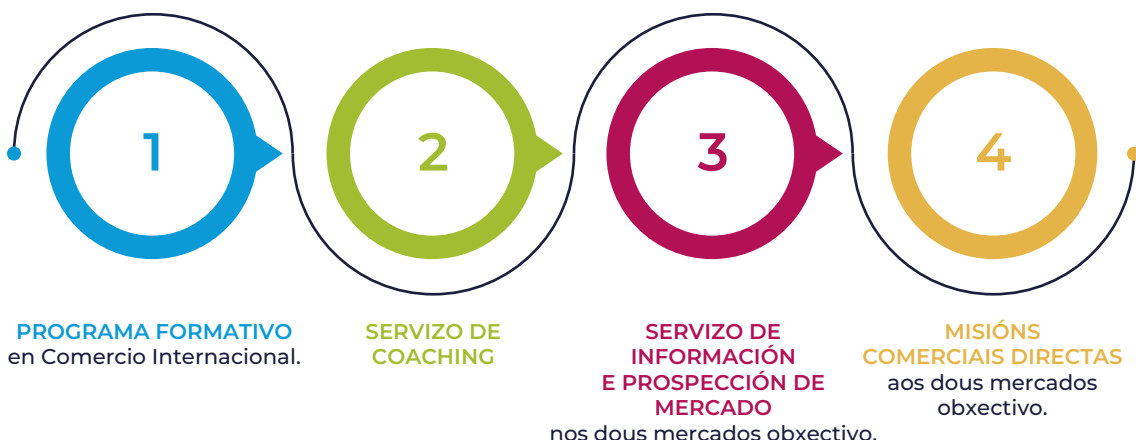 1
2
3
4
PROGRAMA FORMATIVO
en Comercio Internacional.
SERVIZO DE
COACHING
SERVIZO DE
INFORMACIÓN
E PROSPECCIÓN DE
MERCADO
nos dous mercados obxectivo.
MISIÓNS
COMERCIAIS DIRECTAS
aos dous mercados
obxectivo.